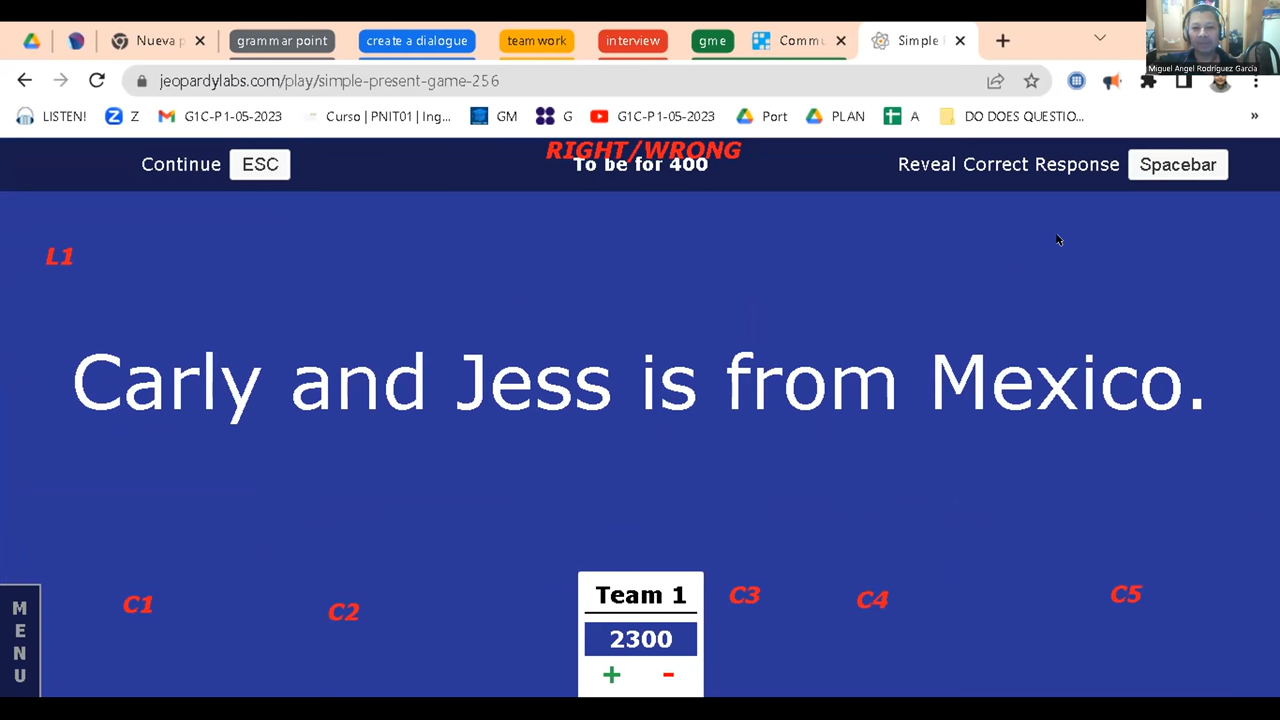 Nueva p
grammar point
create a dialogue
team work
interview
gme
Commu
Simple P
Miguel Angel Rodriguez Garcia
jeopardylabs.com/play/simple-present-game-256
LISTEN!
Z
G1C-P1-05-2023
Curso | PNIT01 | Ing...
GM
G
G1C-P1-05-2023
Port
PLAN
A
DO DOES QUESTIO...
»
RIGHT/WRONG
Continue ESC
To be for 400
Reveal Correct Response Spacebar
L1
Carly and Jess is from Mexico.
MENU
C1
C2
Team 1
2300
+ -
C3
C4
C5